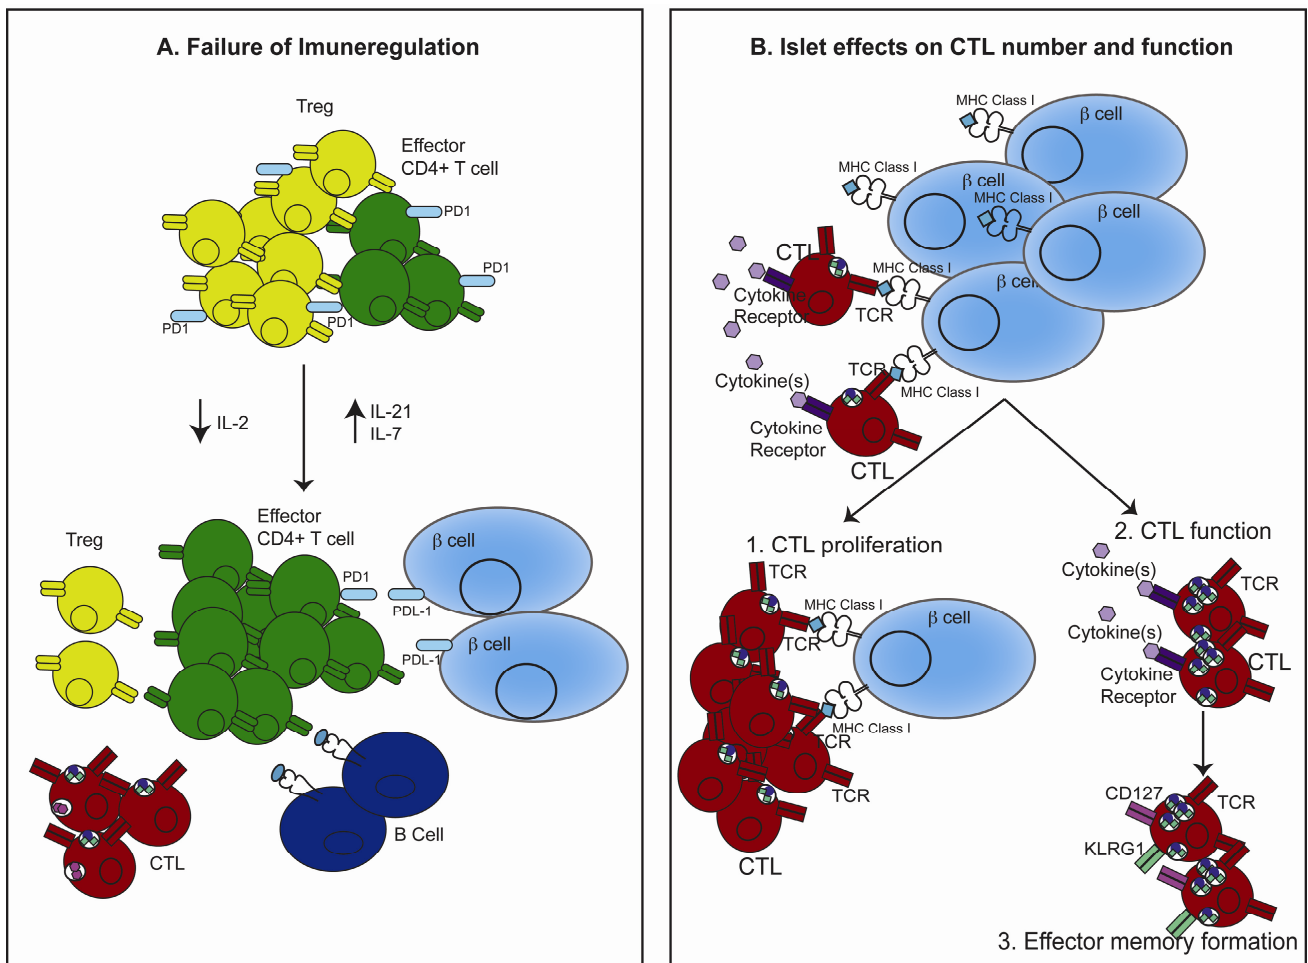 A. Failure of Imuneregulation
Treg
Effector
CD4+ T cell
PD1
PD1
PD1
PD1
IL-2
IL-21
IL-7
Effector
CD4+ T cell
Treg
β cell
PD1
PDL-1
β cell
PDL-1
B Cell
CTL
B. Islet effects on CTL number and function
MHC Class I
β cell
MHC Class I
β cell
MHC Class I
β cell
CTL
MHC Class I
β cell
Cytokine
Receptor
TCR
TCR
Cytokine(s)
MHC Class I
Cytokine
Receptor
CTL
1. CTL proliferation
TCR
MHC Class I
β cell
TCR
MHC Class I
TCR
TCR
CTL
2. CTL function
Cytokine(s)
TCR
Cytokine(s)
CTL
Cytokine
Receptor
CD127
TCR
KLRG1
3. Effector memory formation